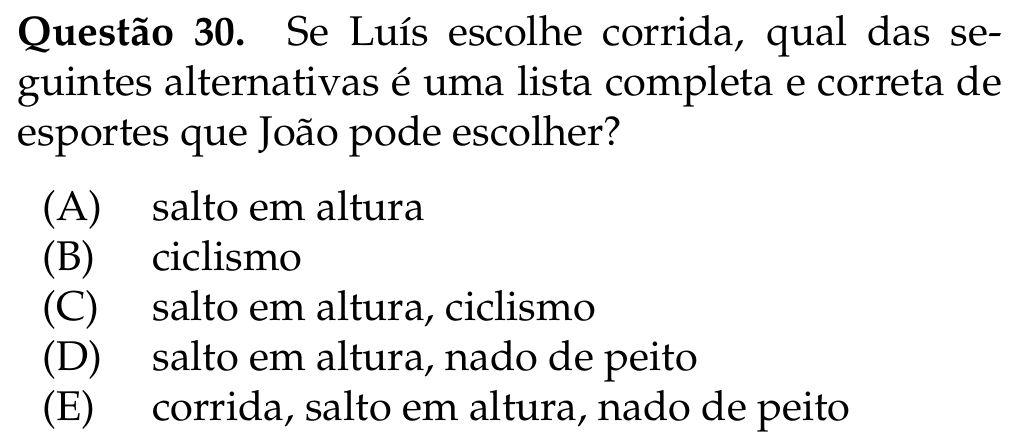 Questão 30. Se Luís escolhe corrida, qual das se-
guintes alternativas é uma lista completa e correta de
esportes que João pode escolher?
(A) salto em altura
(B) ciclismo
(C) salto em altura, ciclismo
(D) salto em altura, nado de peito
(E) corrida, salto em altura, nado de peito